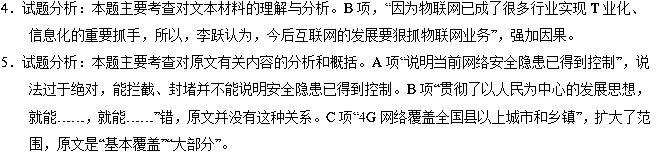 4．试题分析：本题主要考查对文本材料的理解与分析。B 项，“因为物联网已成了很多行业实现 T 业化、
信息化的重要抓手，所以，李跃认为，今后互联网的发展要狠抓物联网业务”，强加因果。
5．试题分析：本题主要考查对原文有关内容的分析和概括。A 项“说明当前网络安全隐患已得到控制”，说
法过于绝对，能拦截、封堵并不能说明安全隐患已得到控制。B 项“贯彻了以人民为中心的发展思想，
就能……，就能……”错，原文并没有这种关系。C 项“4G 网络覆盖全国县以上城市和乡镇”，扩大了范
围，原文是“基本覆盖”“大部分”。